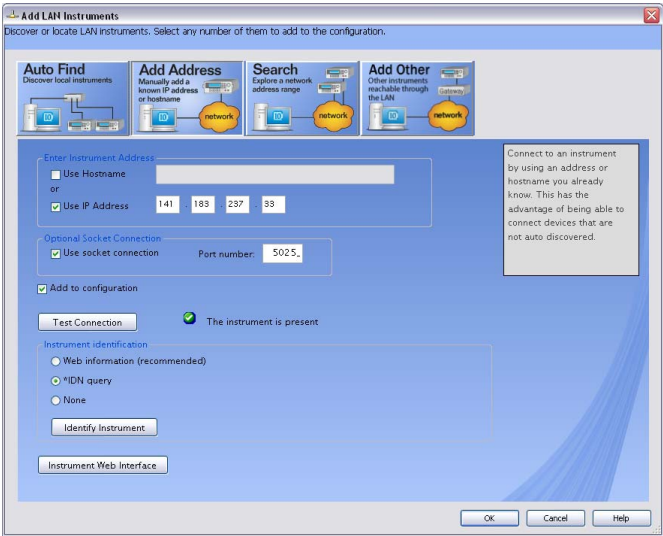 Add LAN Instruments
Discover or locate LAN instruments. Select any number of them to add to the configuration.
Auto Find
Discover local instruments
Add Address
Manually add a
known IP address
or hostname
network
Search
Explore a network
address range
network
Add Other
Other instruments
reachable through
the LAN
Gateway
network
Enter Instrument Address
Use Hostname
or
Use IP Address 141 . 183 . 237 . 33
Optional Socket Connection
Use socket connection Port number: 5025_
Add to configuration
Test Connection The instrument is present
Instrument identification
Web information (recommended)
*IDN query
None
Identify Instrument
Instrument Web Interface
Connect to an instrument
by using an address or
hostname you already
know. This has the
advantage of being able to
connect devices that are
not auto discovered.
OK Cancel Help